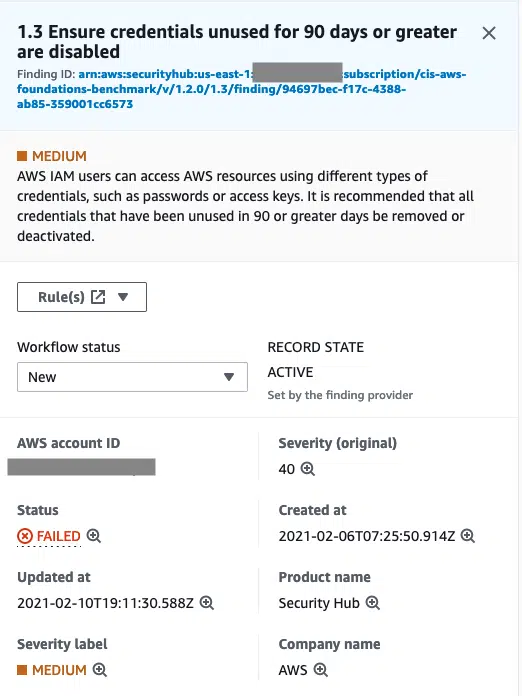 1.3 Ensure credentials unused for 90 days or greater
are disabled
Finding ID: arn:aws:securityhub:us-east-1: :subscription/cis-aws-
foundations-benchmark/v/1.2.0/1.3/finding/94697bec-f17c-4388-
ab85-359001cc6573
MEDIUM
AWS IAM users can access AWS resources using different types of
credentials, such as passwords or access keys. It is recommended that all
credentials that have been unused in 90 or greater days be removed or
deactivated.
Rule(s)
Workflow status
New
RECORD STATE
ACTIVE
Set by the finding provider
AWS account ID
Severity (original)
40
Status
FAILED
Created at
2021-02-06T07:25:50.914Z
Updated at
2021-02-10T19:11:30.588Z
Product name
Security Hub
Severity label
MEDIUM
Company name
AWS